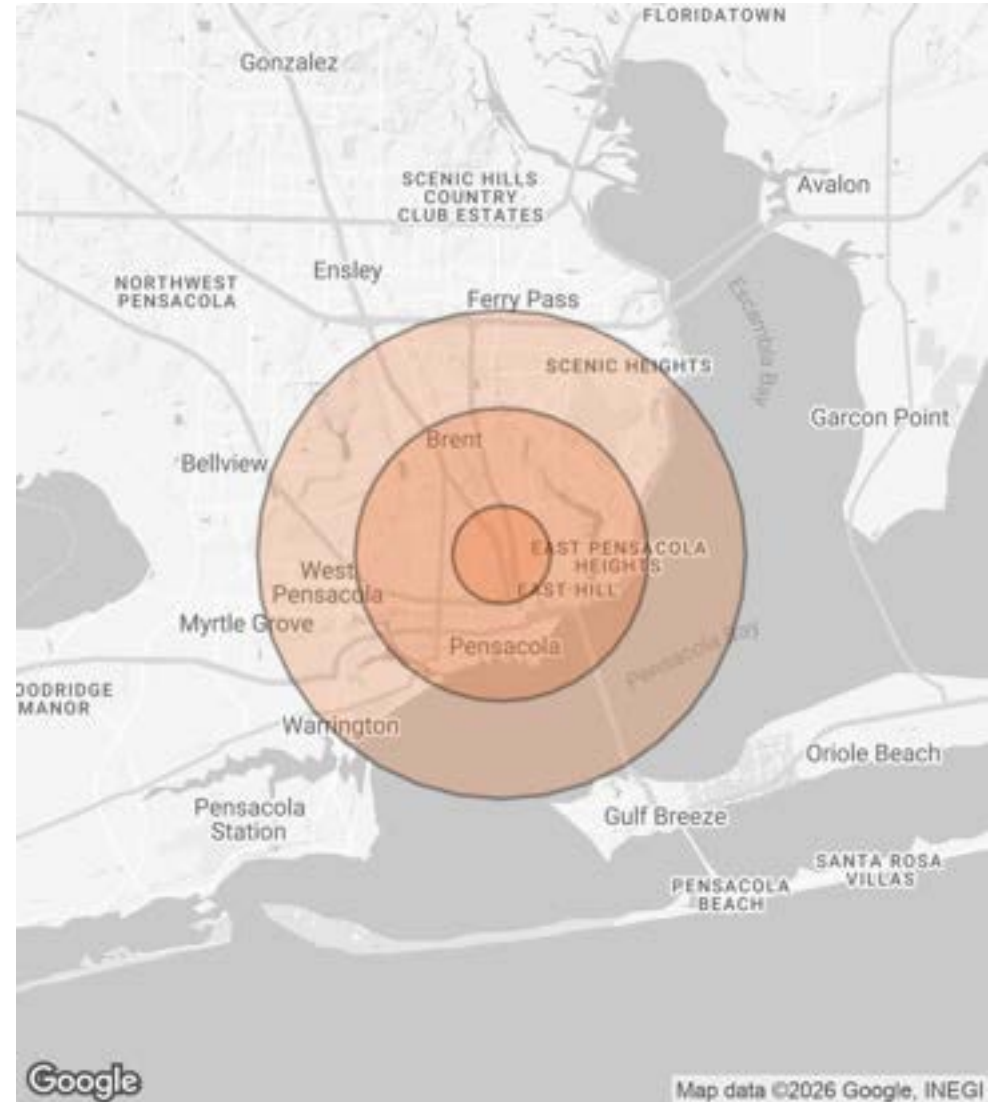 FLORIDATOWN
Gonzalez
SCENIC HILLS
COUNTRY
CLUB ESTATES
Avalon
Ensley
NORTHWEST
PENSACOLA
Ferry Pass
Escambia Bay
SCENIC HEIGHTS
Garcon Point
Brent
Bellview
EAST PENSACOLA
HEIGHTS
West
Pensacola
EAST HILL
Myrtle Grove
Pensacola
Pensacola Bay
OODRIDGE
MANOR
Warrington
Oriole Beach
Pensacola
Station
Gulf Breeze
SANTA ROSA
VILLAS
PENSACOLA
BEACH
Google
Map data ©2026 Google, INEGI